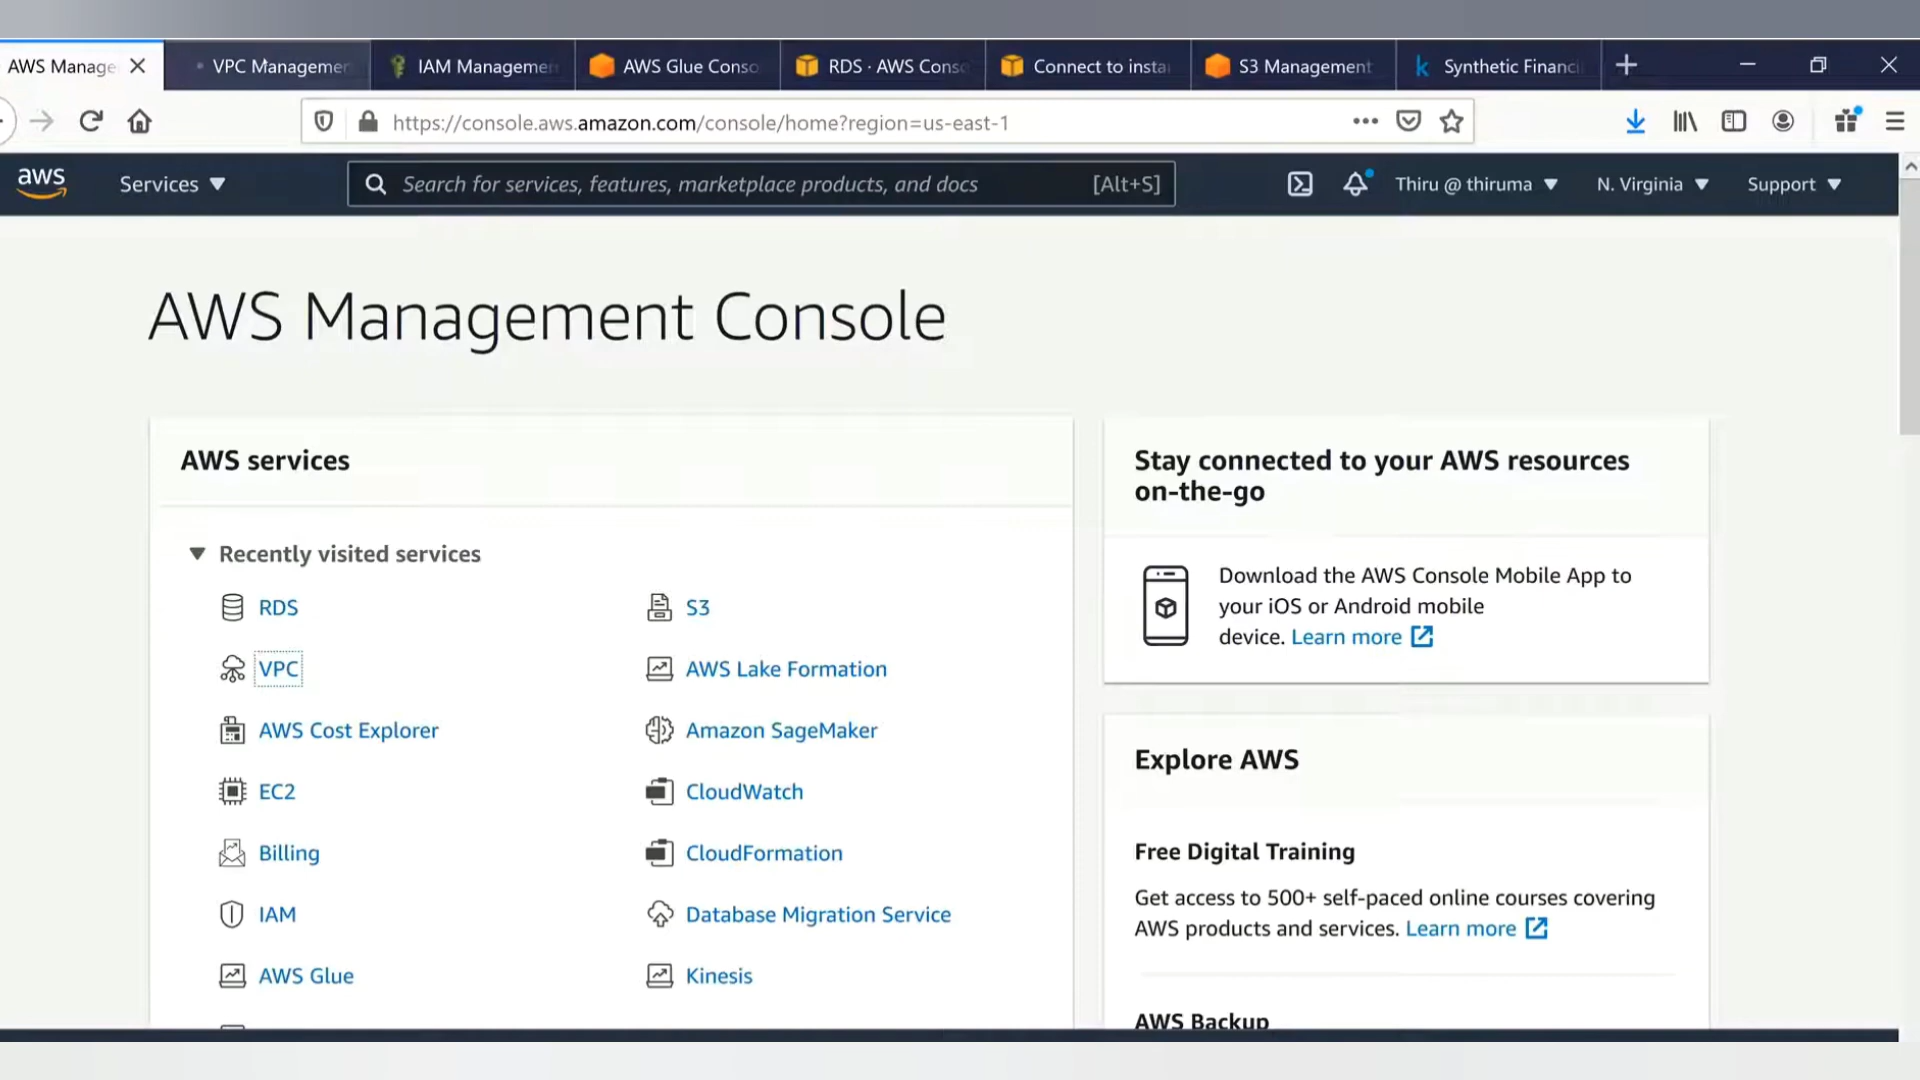 AWS Manage
VPC Managemen
IAM Managemen
AWS Glue Conso
RDS · AWS Conso
Connect to insta
S3 Management
Synthetic Financi
https://console.aws.amazon.com/console/home?region=us-east-1
aws
Services
Search for services, features, marketplace products, and docs
[Alt+S]
Thiru @ thiruma
N. Virginia
Support
AWS Management Console
AWS services
Recently visited services
RDS
S3
VPC
AWS Lake Formation
AWS Cost Explorer
Amazon SageMaker
EC2
CloudWatch
Billing
CloudFormation
IAM
Database Migration Service
AWS Glue
Kinesis
Stay connected to your AWS resources
on-the-go
Download the AWS Console Mobile App to
your iOS or Android mobile
device. Learn more
Explore AWS
Free Digital Training
Get access to 500+ self-paced online courses covering
AWS products and services. Learn more
AWS Backup